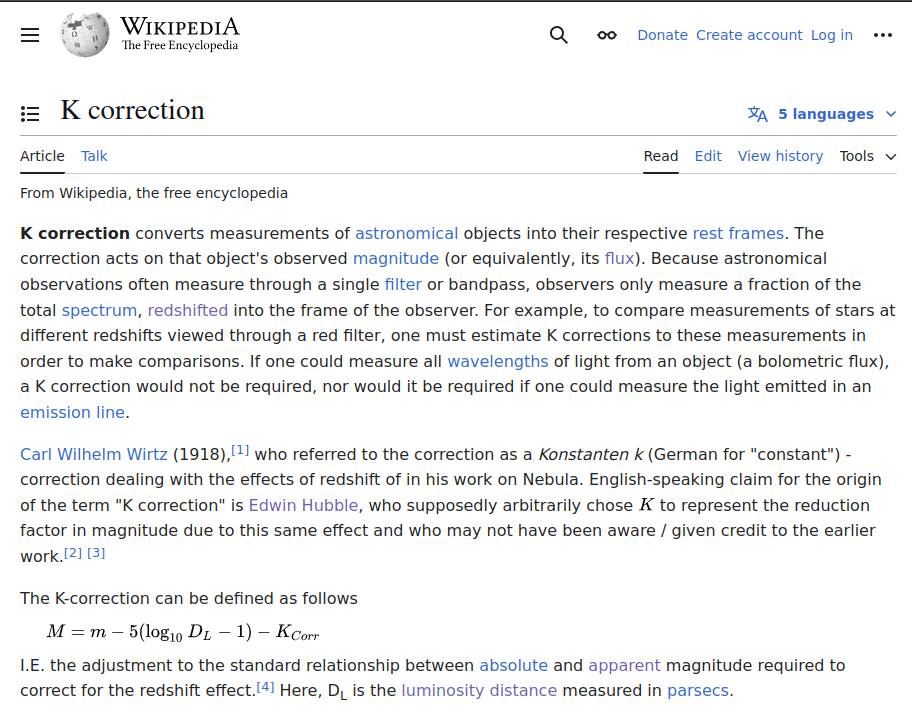 WIKIPEDIA
The Free Encyclopedia
Donate Create account Log in
K correction
5 languages
Article Talk
Read Edit View history Tools
From Wikipedia, the free encyclopedia
K correction converts measurements of astronomical objects into their respective rest frames. The
correction acts on that object's observed magnitude (or equivalently, its flux). Because astronomical
observations often measure through a single filter or bandpass, observers only measure a fraction of the
total spectrum, redshifted into the frame of the observer. For example, to compare measurements of stars at
different redshifts viewed through a red filter, one must estimate K corrections to these measurements in
order to make comparisons. If one could measure all wavelengths of light from an object (a bolometric flux),
a K correction would not be required, nor would it be required if one could measure the light emitted in an
emission line.
Carl Wilhelm Wirtz (1918),[1] who referred to the correction as a Konstanten k (German for "constant") -
correction dealing with the effects of redshift of in his work on Nebula. English-speaking claim for the origin
of the term "K correction" is Edwin Hubble, who supposedly arbitrarily chose K to represent the reduction
factor in magnitude due to this same effect and who may not have been aware / given credit to the earlier
work.[2] [3]
The K-correction can be defined as follows
M = m − 5(log₁₀ D_L − 1) − K_Corr
I.E. the adjustment to the standard relationship between absolute and apparent magnitude required to
correct for the redshift effect.[4] Here, D_L is the luminosity distance measured in parsecs.